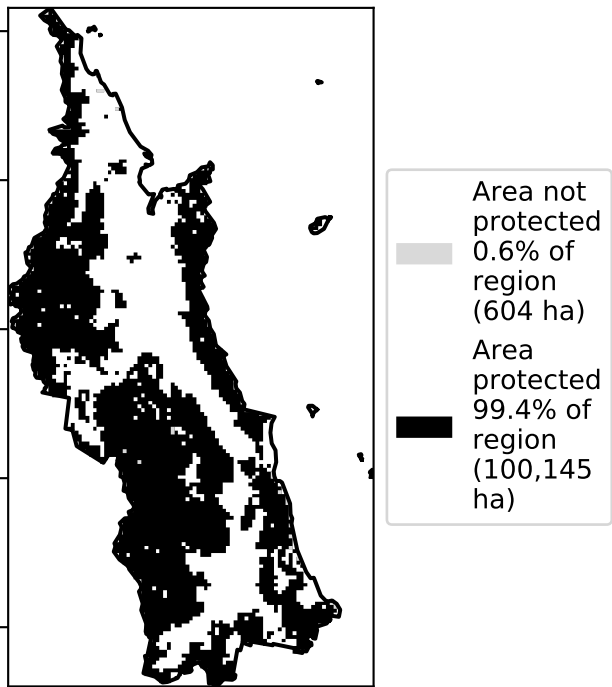 Area not
protected
0.6% of
region
(604 ha)
Area
protected
99.4% of
region
(100,145
ha)